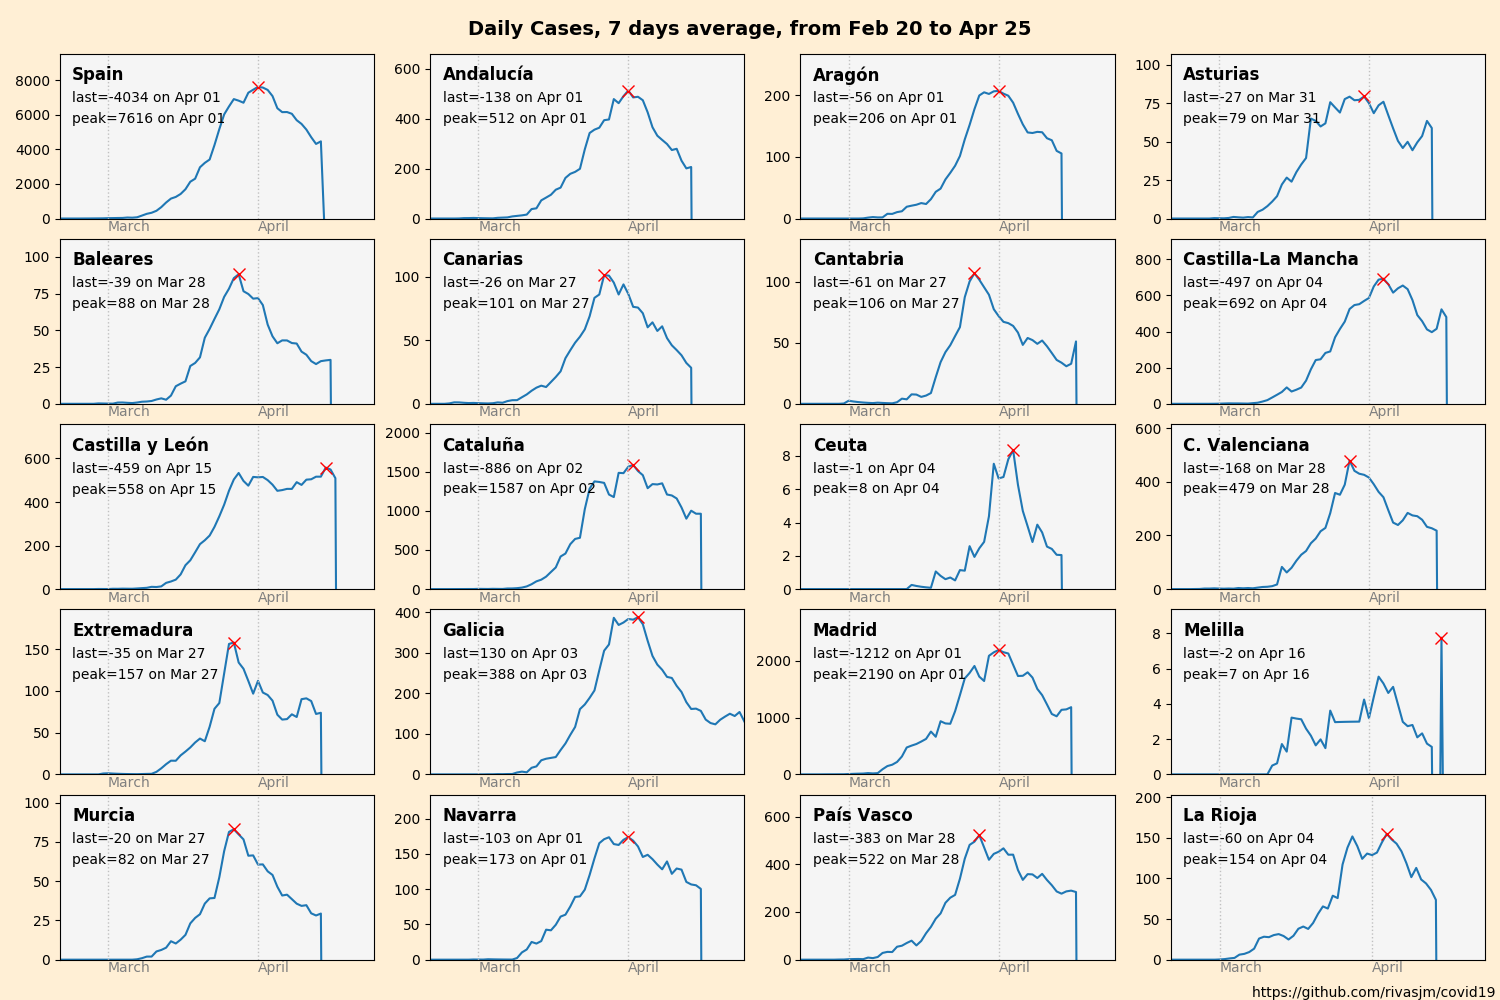 Daily Cases, 7 days average, from Feb 20 to Apr 25
Spain
last=-4034 on Apr 01
peak=7616 on Apr 01
8000
6000
4000
2000
0
March
April
Andalucía
last=-138 on Apr 01
peak=512 on Apr 01
600
400
200
0
March
April
Aragón
last=-56 on Apr 01
peak=206 on Apr 01
200
100
0
March
April
Asturias
last=-27 on Mar 31
peak=79 on Mar 31
100
75
50
25
0
March
April
Baleares
last=-39 on Mar 28
peak=88 on Mar 28
100
75
50
25
0
March
April
Canarias
last=-26 on Mar 27
peak=101 on Mar 27
100
50
0
March
April
Cantabria
last=-61 on Mar 27
peak=106 on Mar 27
100
50
0
March
April
Castilla-La Mancha
last=-497 on Apr 04
peak=692 on Apr 04
800
600
400
200
0
March
April
Castilla y León
last=-459 on Apr 15
peak=558 on Apr 15
600
400
200
0
March
April
Cataluña
last=-886 on Apr 02
peak=1587 on Apr 02
2000
1500
1000
500
0
March
April
Ceuta
last=-1 on Apr 04
peak=8 on Apr 04
8
6
4
2
0
March
April
C. Valenciana
last=-168 on Mar 28
peak=479 on Mar 28
600
400
200
0
March
April
Extremadura
last=-35 on Mar 27
peak=157 on Mar 27
150
100
50
0
March
April
Galicia
last=130 on Apr 03
peak=388 on Apr 03
400
300
200
100
0
March
April
Madrid
last=-1212 on Apr 01
peak=2190 on Apr 01
2000
1000
0
March
April
Melilla
last=-2 on Apr 16
peak=7 on Apr 16
8
6
4
2
0
March
April
Murcia
last=-20 on Mar 27
peak=82 on Mar 27
100
75
50
25
0
March
April
Navarra
last=-103 on Apr 01
peak=173 on Apr 01
200
150
100
50
0
March
April
País Vasco
last=-383 on Mar 28
peak=522 on Mar 28
600
400
200
0
March
April
La Rioja
last=-60 on Apr 04
peak=154 on Apr 04
200
150
100
50
0
March
April
https://github.com/rivasjm/covid19